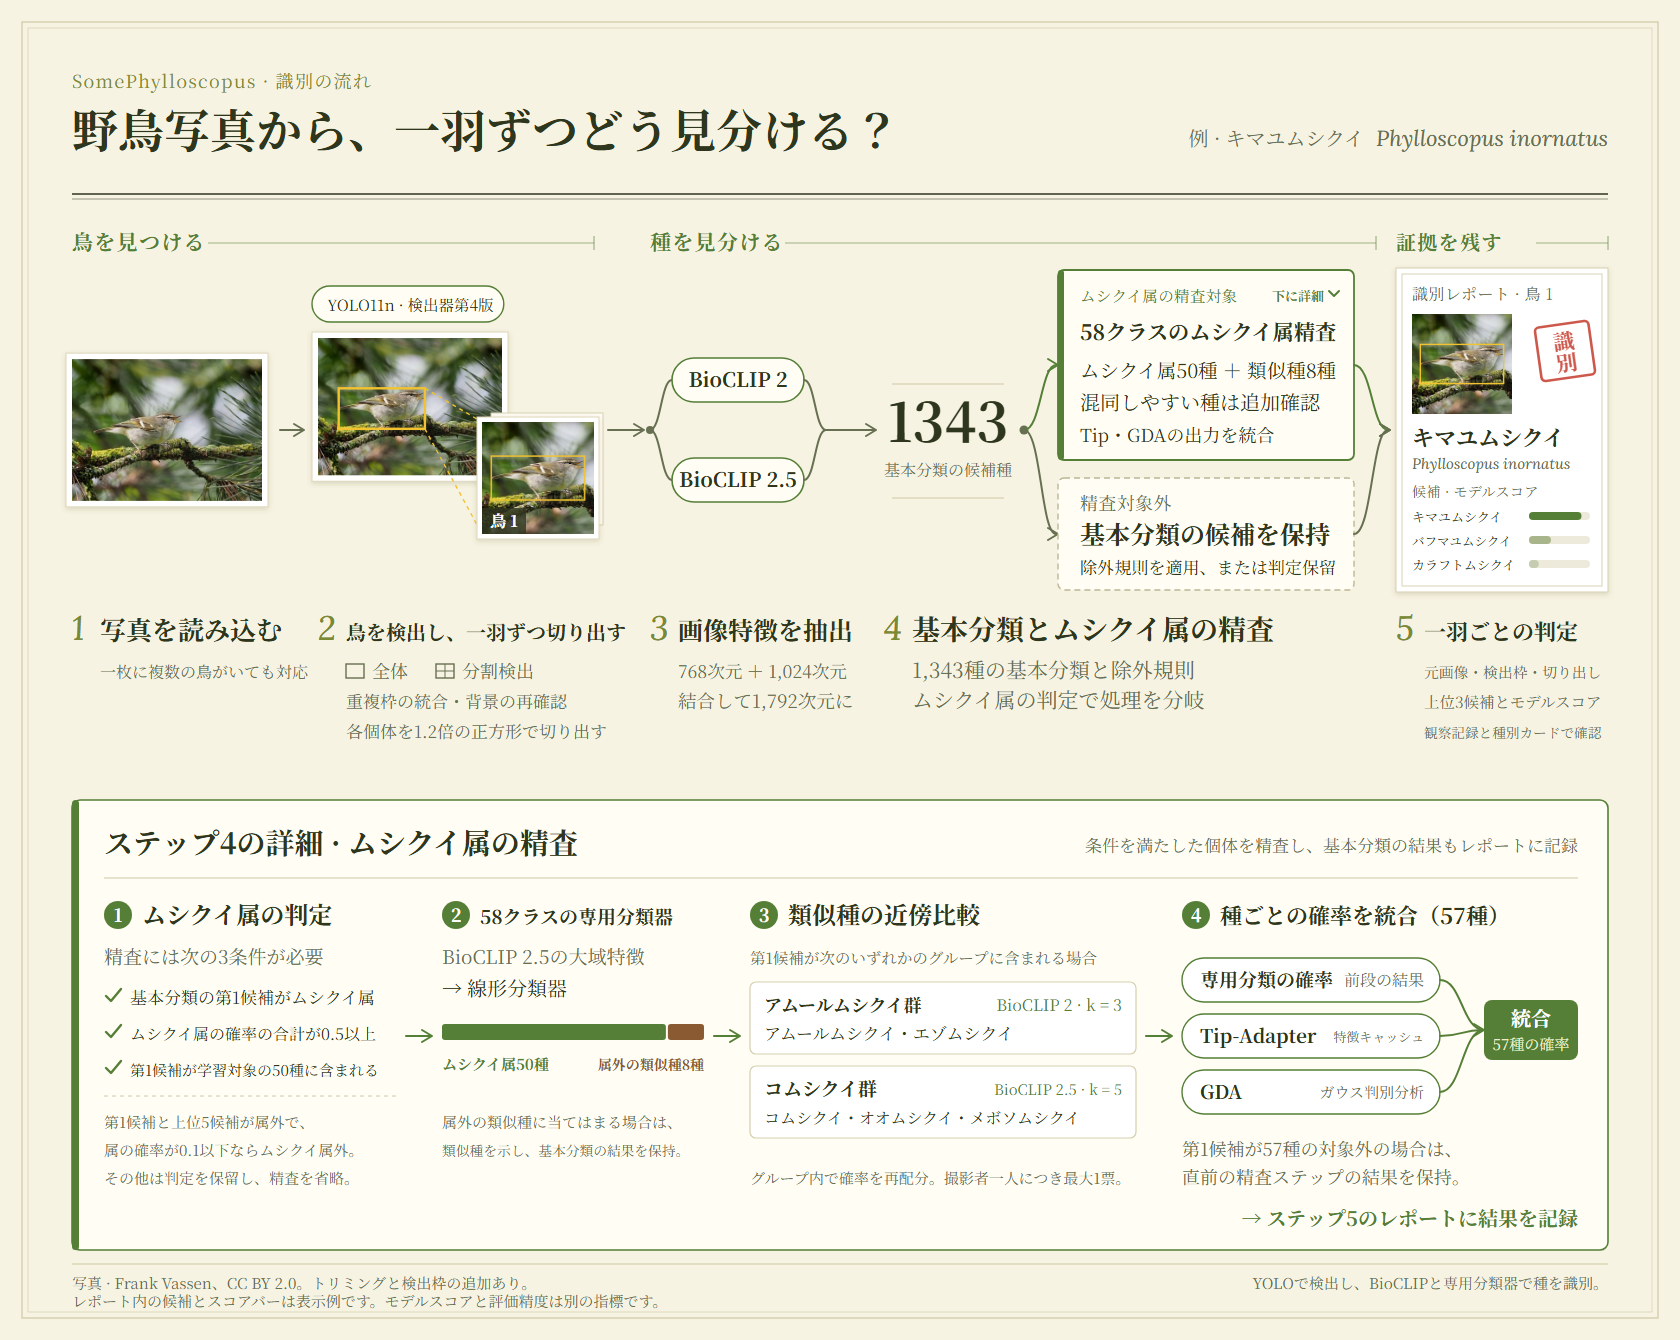 SomePhylloscopus · 識別の流れ
野鳥写真から、一羽ずつどう見分ける？
例 · キマユムシクイ Phylloscopus inornatus
鳥を見つける
種を見分ける
証拠を残す
YOLO11n · 検出器第4版
鳥 1
BioCLIP 2
BioCLIP 2.5
1343
基本分類の候補種
ムシクイ属の精査対象 下に詳細
58クラスのムシクイ属精査
ムシクイ属50種 ＋ 類似種8種
混同しやすい種は追加確認
Tip・GDAの出力を統合
精査対象外
基本分類の候補を保持
除外規則を適用、または判定保留
識別レポート · 鳥 1
識別
キマユムシクイ
Phylloscopus inornatus
候補 · モデルスコア
キマユムシクイ
バフマユムシクイ
カラフトムシクイ
1 写真を読み込む
一枚に複数の鳥がいても対応
2 鳥を検出し、一羽ずつ切り出す
全体 分割検出
重複枠の統合・背景の再確認
各個体を1.2倍の正方形で切り出す
3 画像特徴を抽出
768次元 ＋ 1,024次元
結合して1,792次元に
4 基本分類とムシクイ属の精査
1,343種の基本分類と除外規則
ムシクイ属の判定で処理を分岐
5 一羽ごとの判定
元画像・検出枠・切り出し
上位3候補とモデルスコア
観察記録と種別カードで確認
ステップ4の詳細 · ムシクイ属の精査
条件を満たした個体を精査し、基本分類の結果もレポートに記録
1 ムシクイ属の判定
精査には次の3条件が必要
基本分類の第1候補がムシクイ属
ムシクイ属の確率の合計が0.5以上
第1候補が学習対象の50種に含まれる
第1候補と上位5候補が属外で、
属の確率が0.1以下ならムシクイ属外。
その他は判定を保留し、精査を省略。
2 58クラスの専用分類器
BioCLIP 2.5の大域特徴
→ 線形分類器
ムシクイ属50種 属外の類似種8種
属外の類似種に当てはまる場合は、
類似種を示し、基本分類の結果を保持。
3 類似種の近傍比較
第1候補が次のいずれかのグループに含まれる場合
アムールムシクイ群 BioCLIP 2 · k = 3
アムールムシクイ・エゾムシクイ
コムシクイ群 BioCLIP 2.5 · k = 5
コムシクイ・オオムシクイ・メボソムシクイ
グループ内で確率を再配分。撮影者一人につき最大1票。
4 種ごとの確率を統合（57種）
専用分類の確率 前段の結果
Tip-Adapter 特徴キャッシュ
GDA ガウス判別分析
統合
57種の確率
第1候補が57種の対象外の場合は、
直前の精査ステップの結果を保持。
→ ステップ5のレポートに結果を記録
写真 · Frank Vassen、CC BY 2.0。トリミングと検出枠の追加あり。
レポート内の候補とスコアバーは表示例です。モデルスコアと評価精度は別の指標です。
YOLOで検出し、BioCLIPと専用分類器で種を識別。